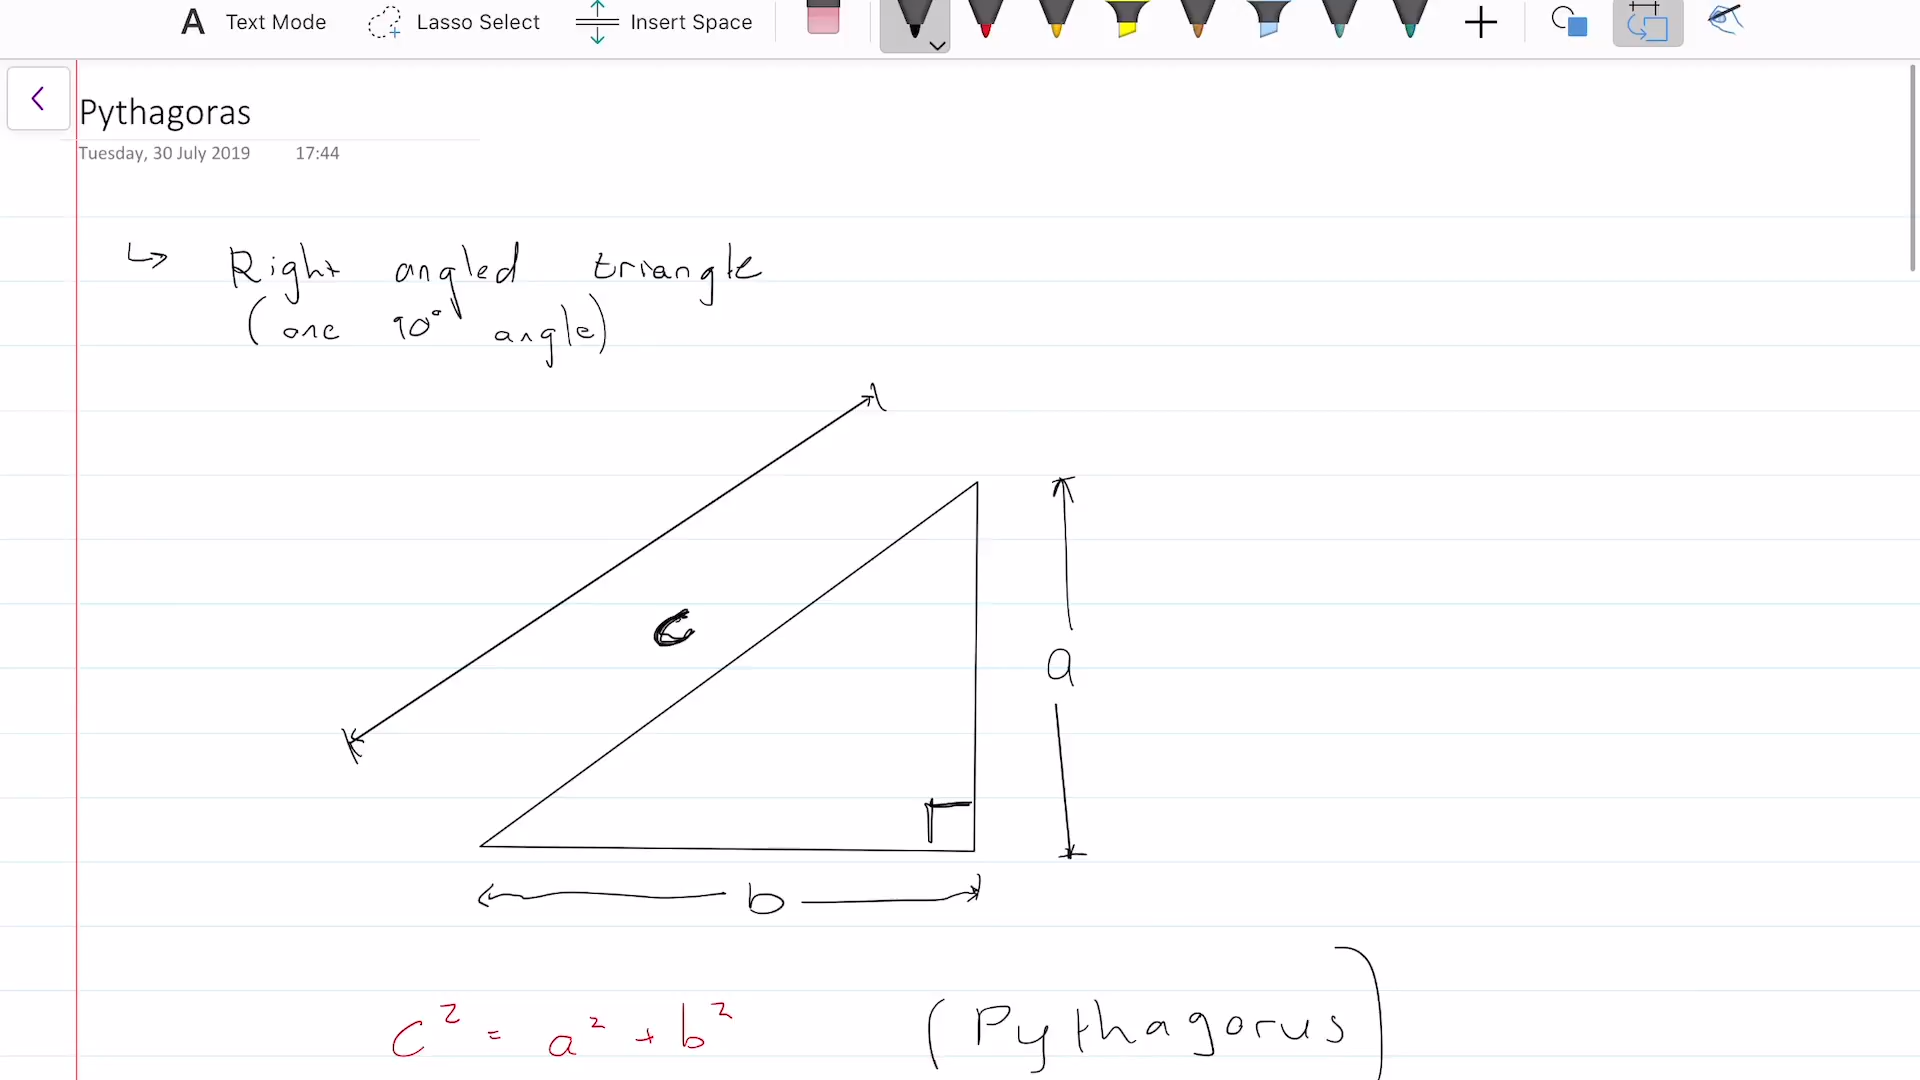 A Text Mode Lasso Select Insert Space
Pythagoras
Tuesday, 30 July 2019 17:44
Right angled triangle
(one 90° angle)
c
a
b
c² = a² + b² (Pythagorus)